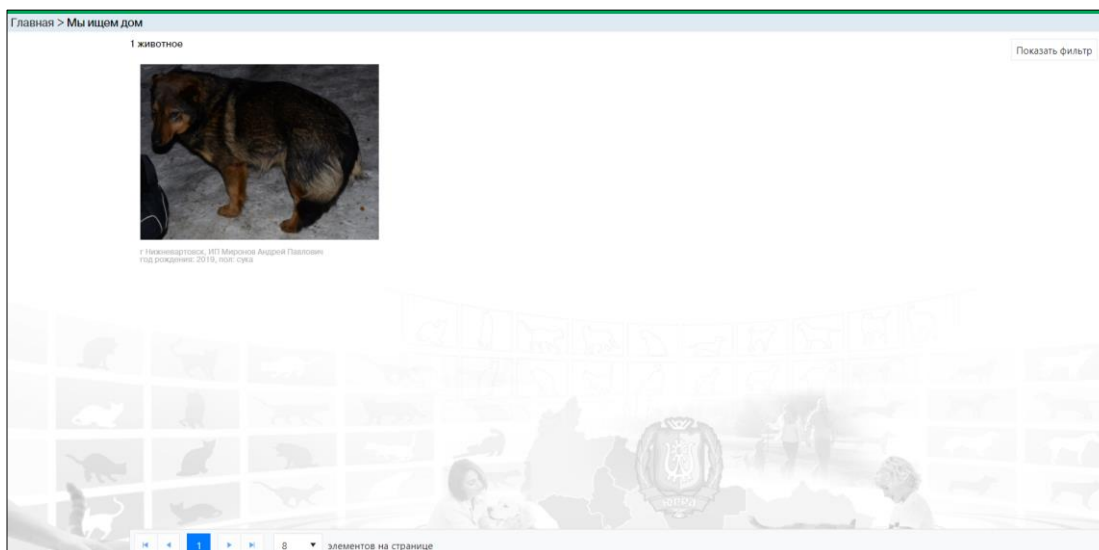 Главная > Мы ищем дом
1 животное
Показать фильтр
г Нижневартовск, ИП Миронов Андрей Павлович
год рождения: 2019, пол: сука
ЮГРА
1
8
элементов на странице